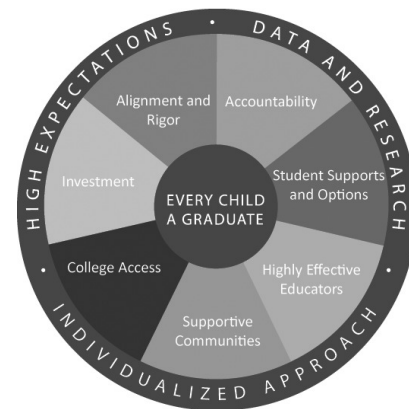 HIGH EXPECTATIONS • DATA AND RESEARCH • INDIVIDUALIZED APPROACH •
Alignment and
Rigor
Accountability
Student Supports
and Options
Highly Effective
Educators
Supportive
Communities
College Access
Investment
EVERY CHILD
A GRADUATE